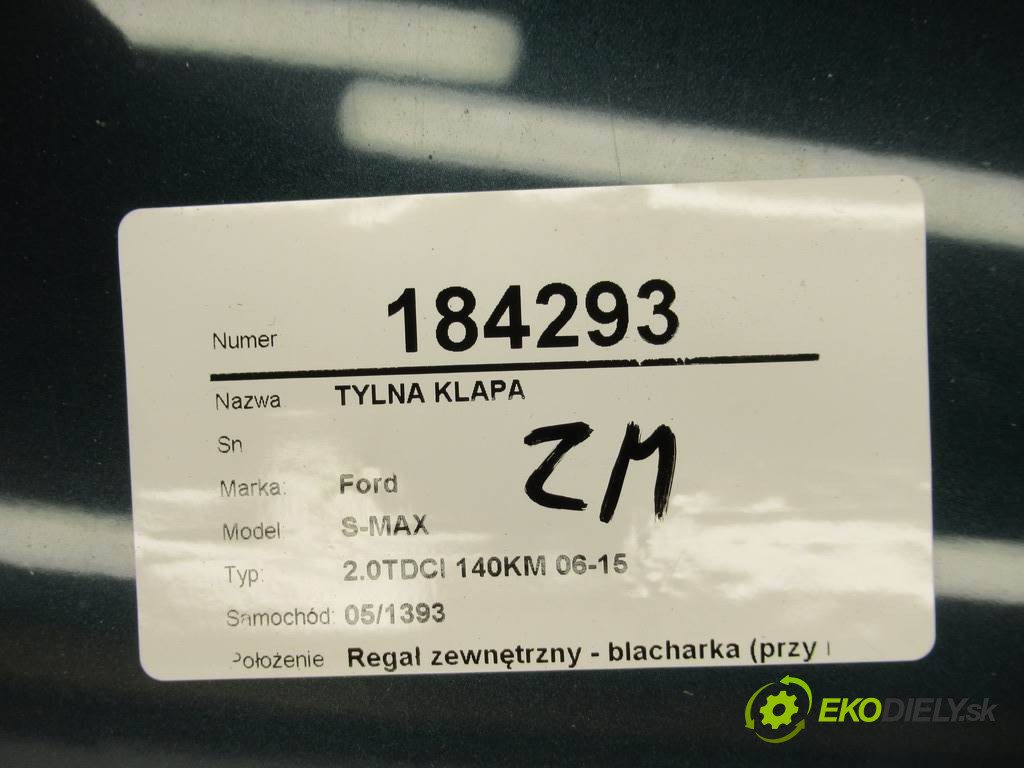 Numer 184293
Nazwa TYLNA KLAPA
Sn
ZM
Marka: Ford
Model S-MAX
Typ: 2.0TDCI 140KM 06-15
Samochód: 05/1393
Położenie Regał zewnętrzny - blacharka (przy
EKODIELY.sk